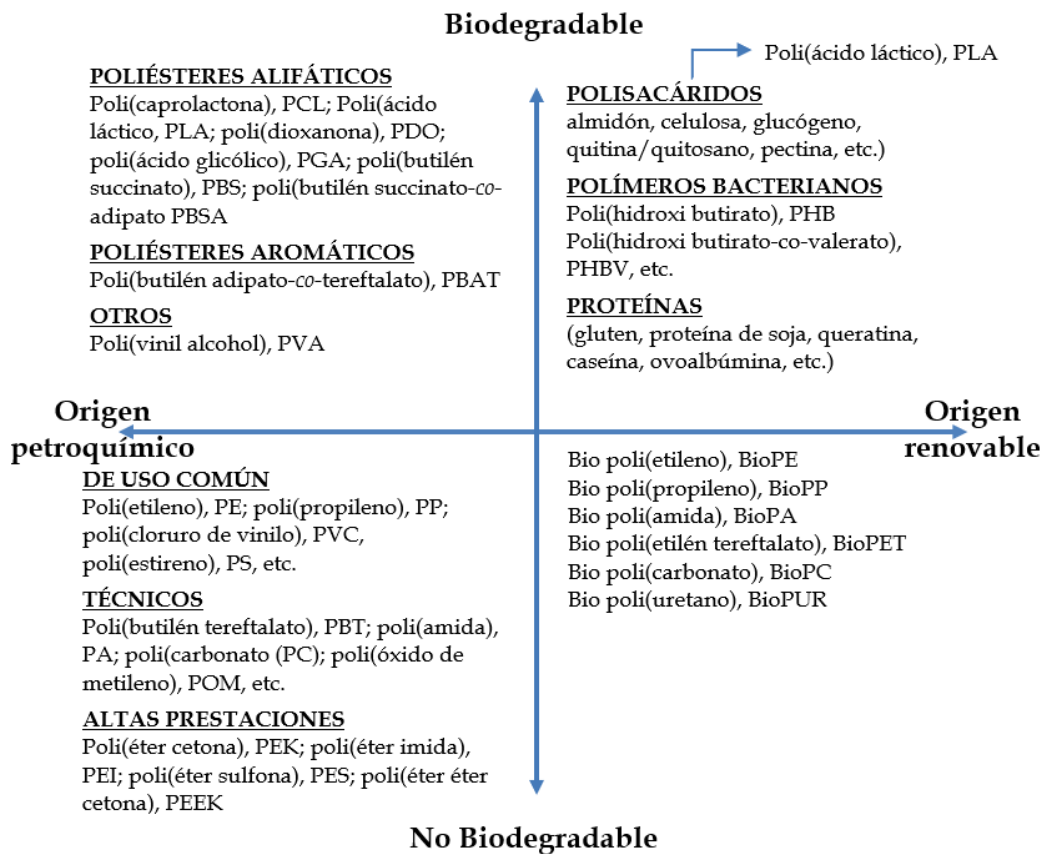 Biodegradable
Poli(ácido láctico), PLA
POLIÉSTERES ALIFÁTICOS
Poli(caprolactona), PCL; Poli(ácido
láctico, PLA; poli(dioxanona), PDO;
poli(ácido glicólico), PGA; poli(butilén
succinato), PBS; poli(butilén succinato-co-
adipato PBSA
POLIÉSTERES AROMÁTICOS
Poli(butilén adipato-co-tereftalato), PBAT
OTROS
Poli(vinil alcohol), PVA
POLISACÁRIDOS
almidón, celulosa, glucógeno,
quitina/quitosano, pectina, etc.)
POLÍMEROS BACTERIANOS
Poli(hidroxi butirato), PHB
Poli(hidroxi butirato-co-valerato),
PHBV, etc.
PROTEÍNAS
(gluten, proteína de soja, queratina,
caseína, ovoalbúmina, etc.)
Origen
petroquímico
Origen
renovable
DE USO COMÚN
Poli(etileno), PE; poli(propileno), PP;
poli(cloruro de vinilo), PVC,
poli(estireno), PS, etc.
TÉCNICOS
Poli(butilén tereftalato), PBT; poli(amida),
PA; poli(carbonato (PC); poli(óxido de
metileno), POM, etc.
ALTAS PRESTACIONES
Poli(éter cetona), PEK; poli(éter imida),
PEI; poli(éter sulfona), PES; poli(éter éter
cetona), PEEK
Bio poli(etileno), BioPE
Bio poli(propileno), BioPP
Bio poli(amida), BioPA
Bio poli(etilén tereftalato), BioPET
Bio poli(carbonato), BioPC
Bio poli(uretano), BioPUR
No Biodegradable